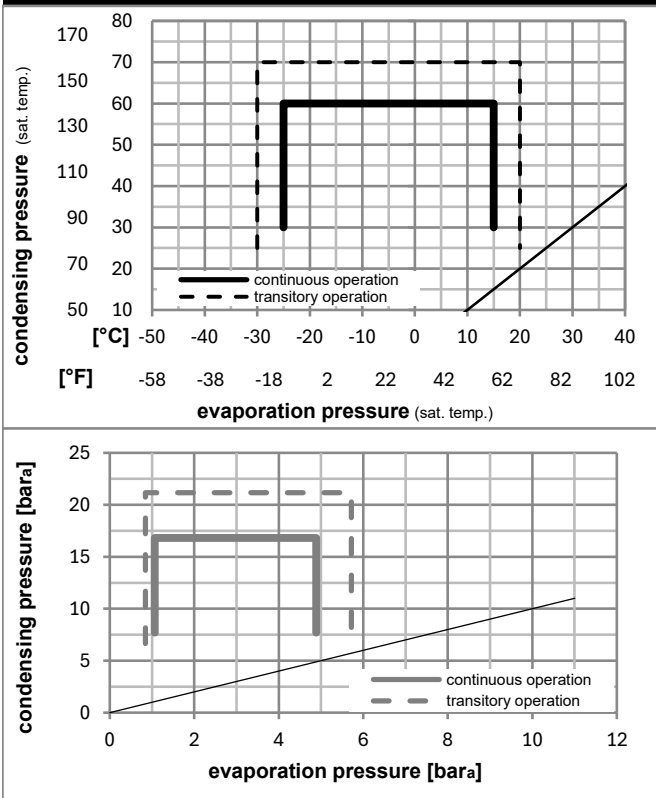 condensing pressure (sat. temp.)
170 80
70
150
60
130
50
110
40
90
30
70
20
50 10
continuous operation
transitory operation
[°C] -50 -40 -30 -20 -10 0 10 20 30 40
[°F] -58 -38 -18 2 22 42 62 82 102
evaporation pressure (sat. temp.)
condensing pressure [bara]
25
20
15
10
5
0
continuous operation
transitory operation
0 2 4 6 8 10 12
evaporation pressure [bara]